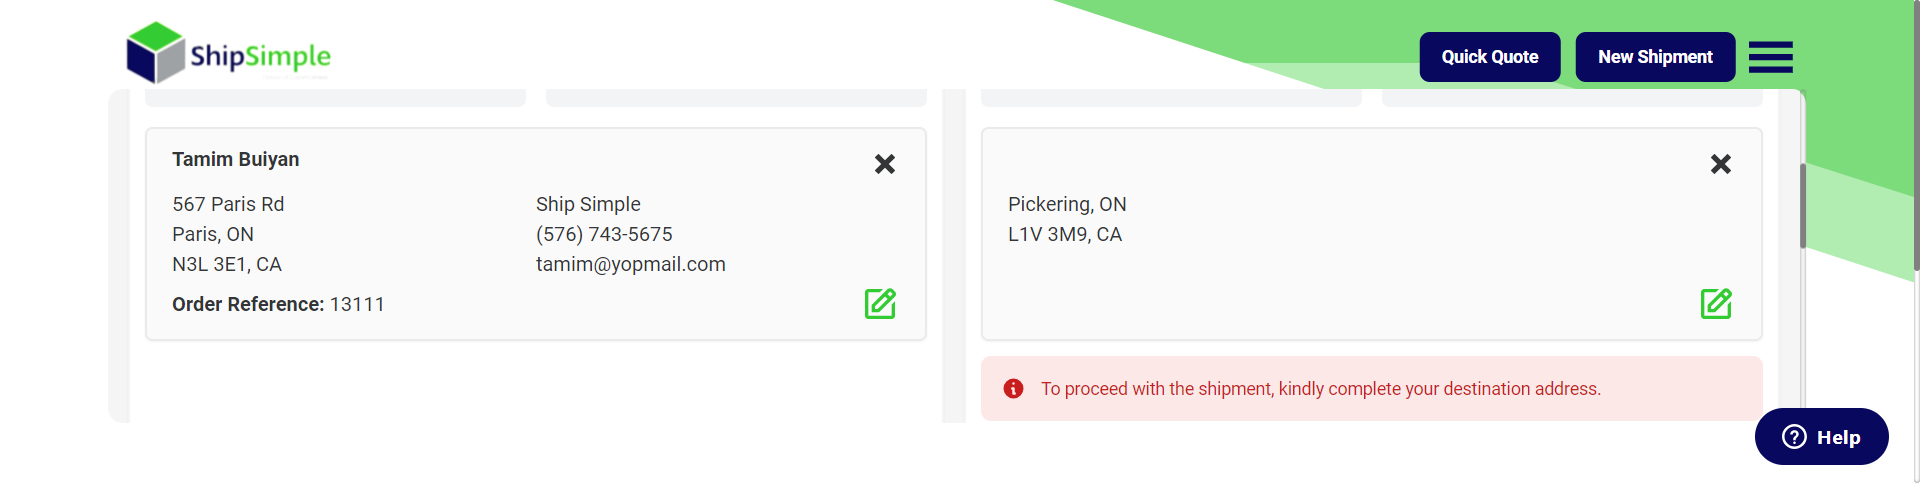 ShipSimple
Quick Quote
New Shipment
Tamim Buiyan
567 Paris Rd
Paris, ON
N3L 3E1, CA
Ship Simple
(576) 743-5675
tamim@yopmail.com
Order Reference: 13111
Pickering, ON
L1V 3M9, CA
To proceed with the shipment, kindly complete your destination address.
Help